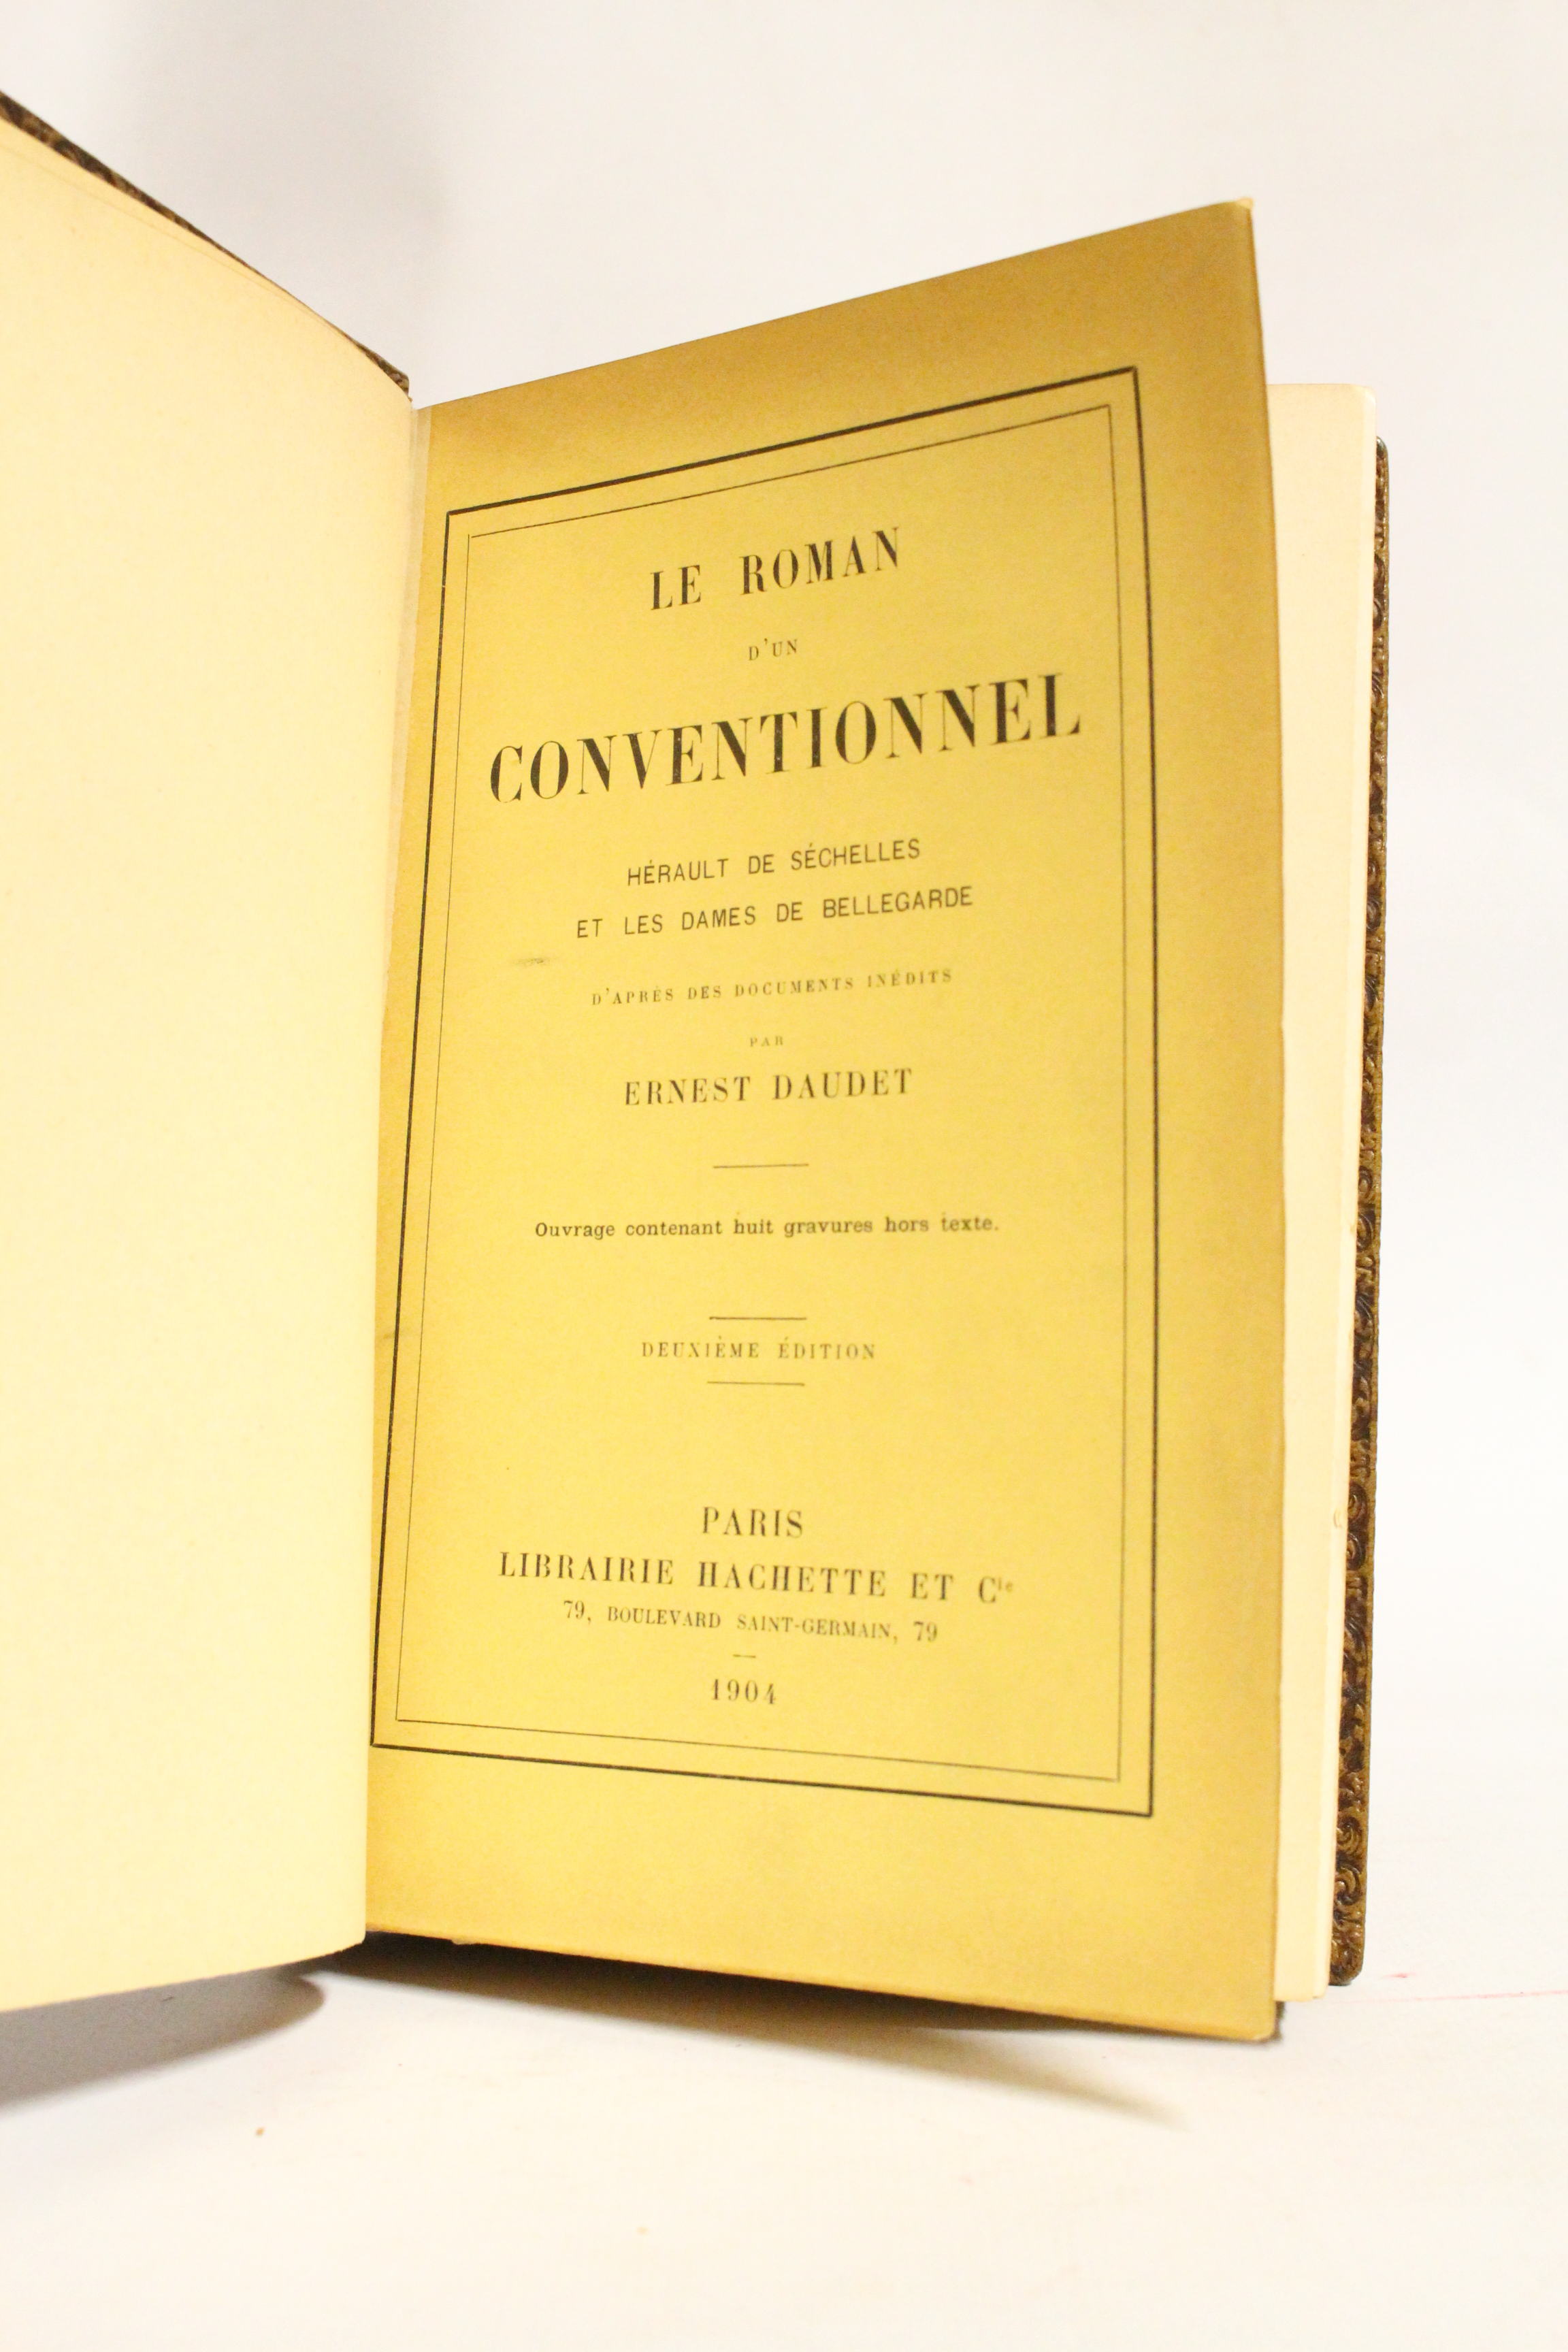 LE ROMAN
D'UN
CONVENTIONNEL
HÉRAULT DE SÉCHELLES
ET LES DAMES DE BELLEGARDE
D'APRÈS DES DOCUMENTS INÉDITS
PAR
ERNEST DAUDET
Ouvrage contenant huit gravures hors texte.
DEUXIÈME ÉDITION
PARIS
LIBRAIRIE HACHETTE ET Cie
79, BOULEVARD SAINT-GERMAIN, 79
1904